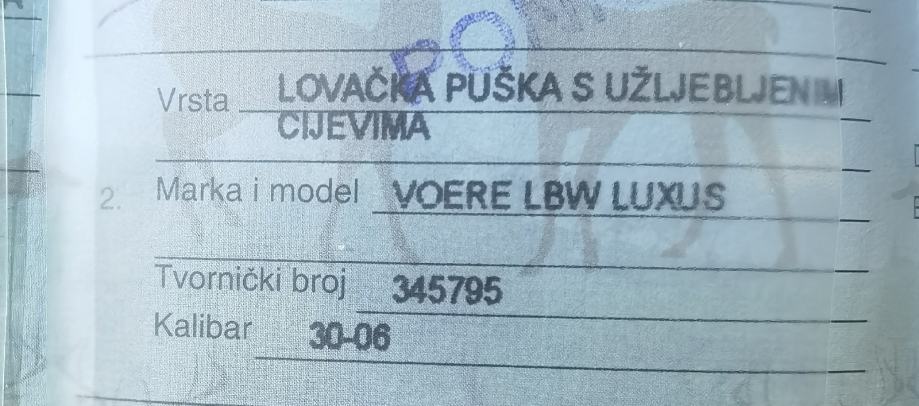 Vrsta LOVAČKA PUŠKA S UŽLJEBLJENIM
CIJEVIMA
2. Marka i model VOERE LBW LUXUS
Tvornički broj 345795
Kalibar 30-06